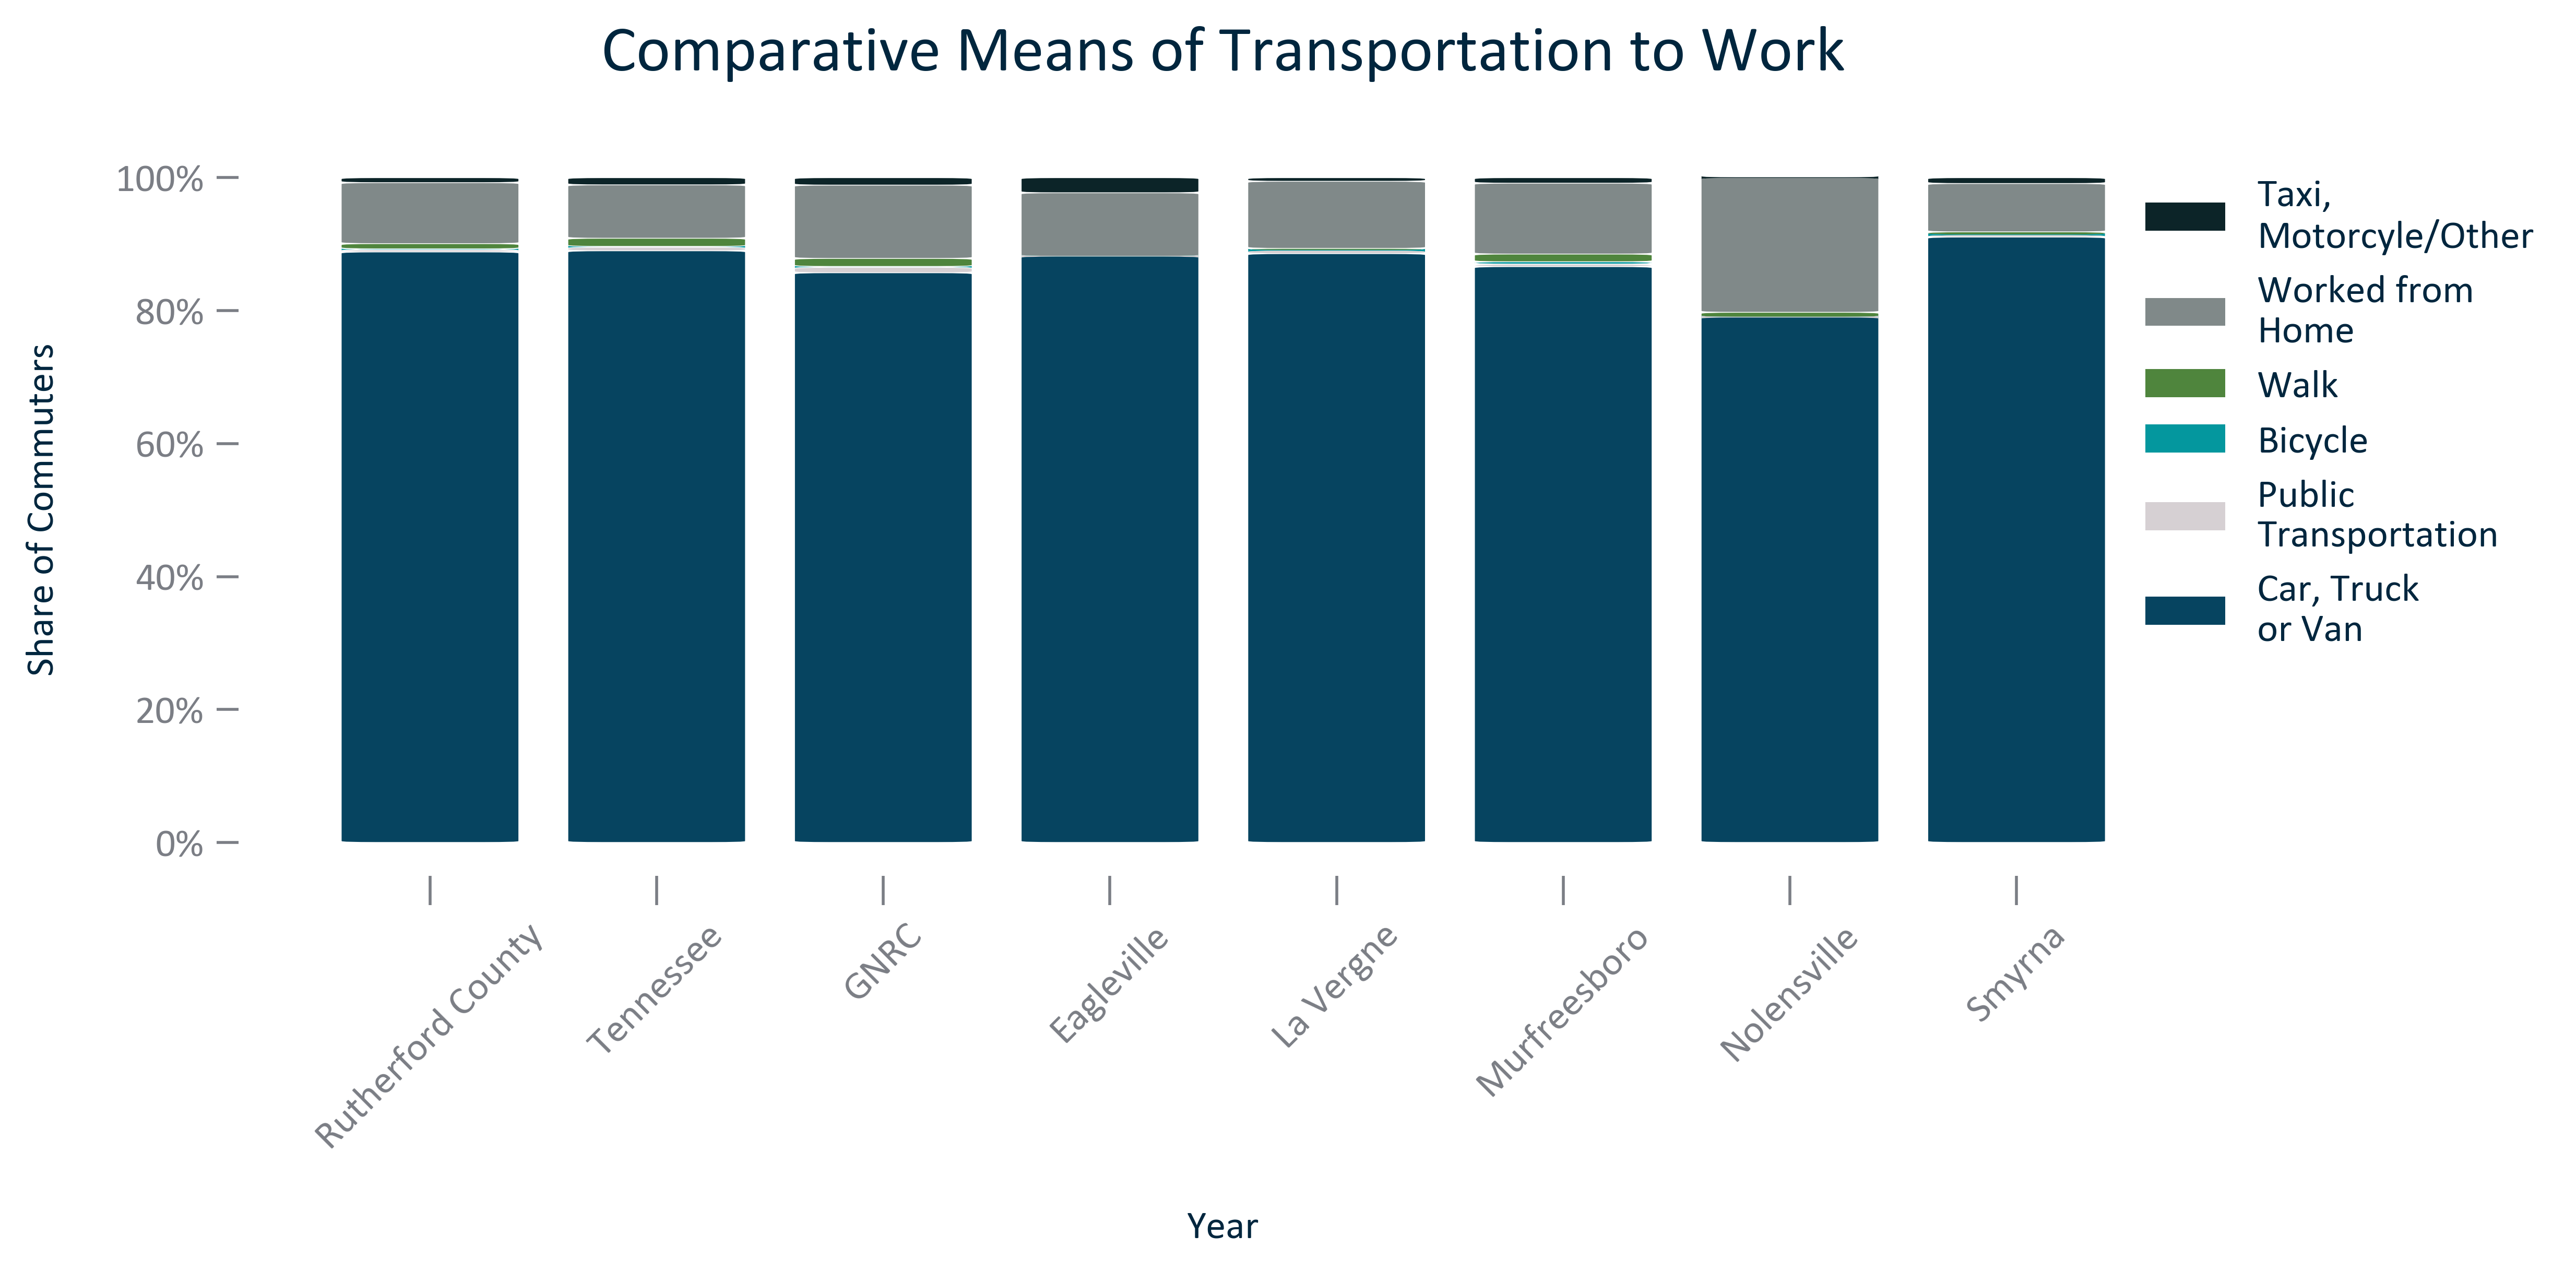 Comparative Means of Transportation to Work
Share of Commuters
100%
80%
60%
40%
20%
0%
Rutherford County
Tennessee
GNRC
Eagleville
La Vergne
Murfreesboro
Nolensville
Smyrna
Year
Taxi,
Motorcyle/Other
Worked from
Home
Walk
Bicycle
Public
Transportation
Car, Truck
or Van